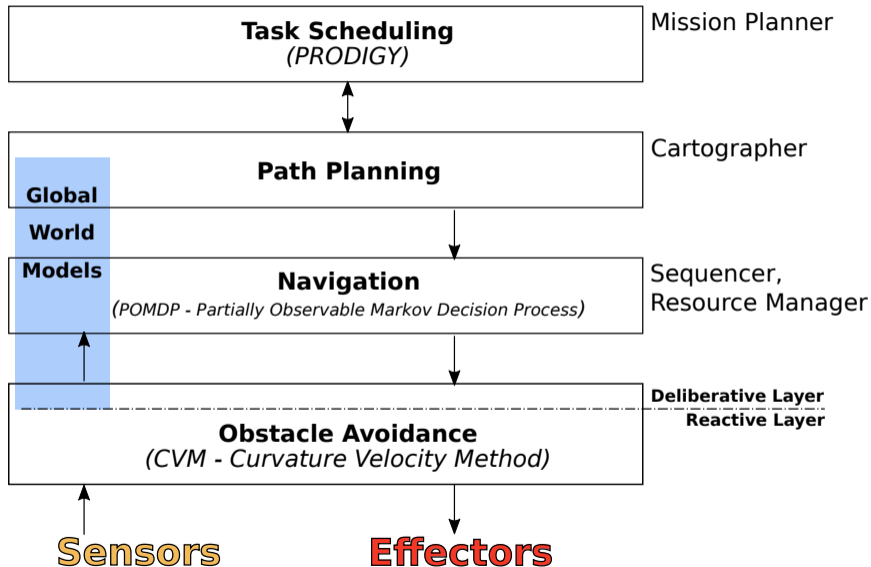 Task Scheduling
(PRODIGY)
Mission Planner
Path Planning
Cartographer
Global
World
Models
Navigation
(POMDP - Partially Observable Markov Decision Process)
Sequencer,
Resource Manager
Deliberative Layer
Reactive Layer
Obstacle Avoidance
(CVM - Curvature Velocity Method)
Sensors
Effectors